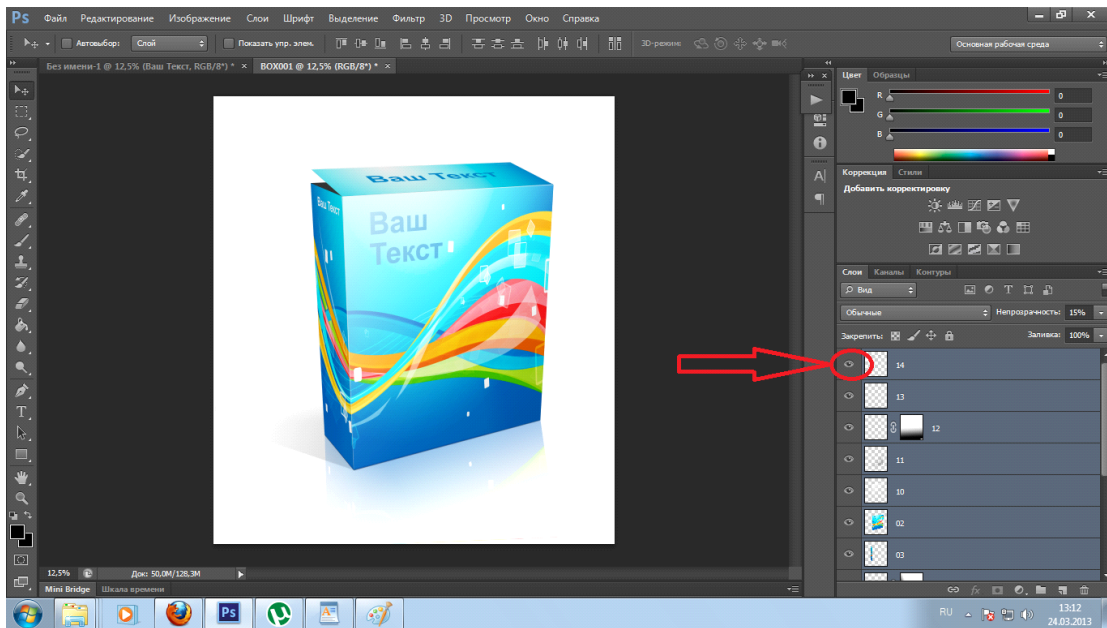 Ps Файл Редактирование Изображение Слои Шрифт Выделение Фильтр 3D Просмотр Окно Справка
Автовыбор: Слой Показать упр. элем. 3D-режим: Основная рабочая среда
Без имени-1 @ 12,5% (Ваш Текст, RGB/8*) * × BOX001 @ 12,5% (RGB/8*) * ×
Цвет Образцы
R 0
G 0
B 0
Ваш Текст
Ваш Текст
Ваш
Текст
Коррекция Стили
Добавить корректировку
Слои Каналы Контуры
Вид
Обычные Непрозрачность: 15%
Закрепить: Заливка: 100%
14
13
12
11
10
02
03
12,5% Док: 50,0M/128,3M
Mini Bridge Шкала времени
Ps RU 13:12
24.03.2013